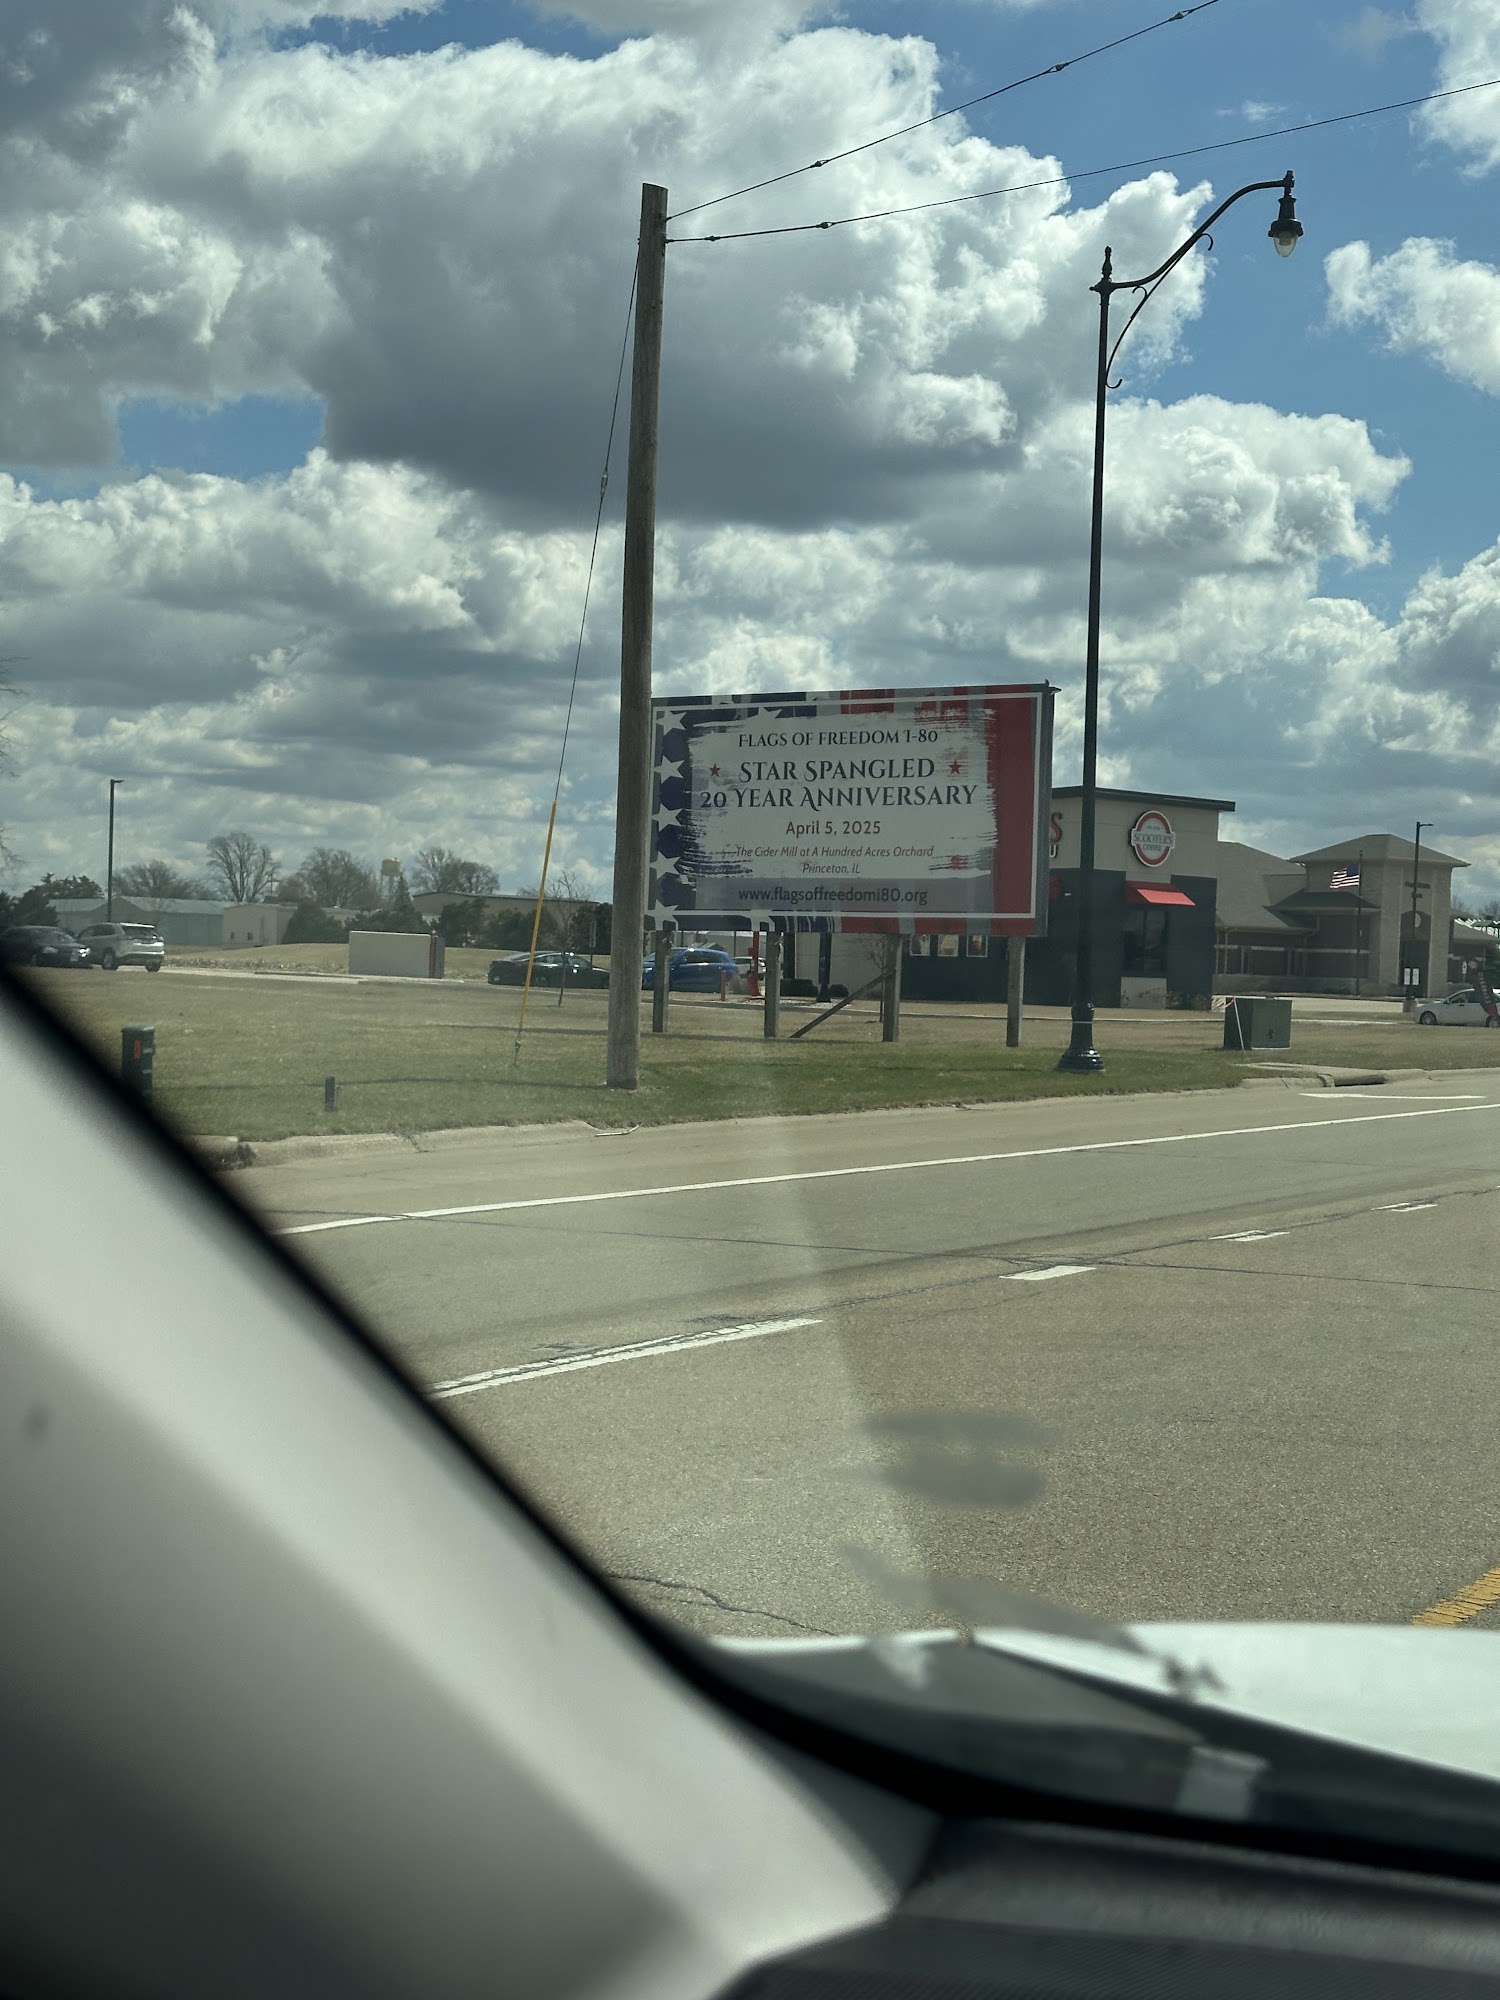 FLAGS OF FREEDOM I-80
STAR SPANGLED
20 YEAR ANNIVERSARY
April 5, 2025
The Cider Mill at A Hundred Acres Orchard
Princeton, IL
www.flagsoffreedomi80.org
SCOOTER'S